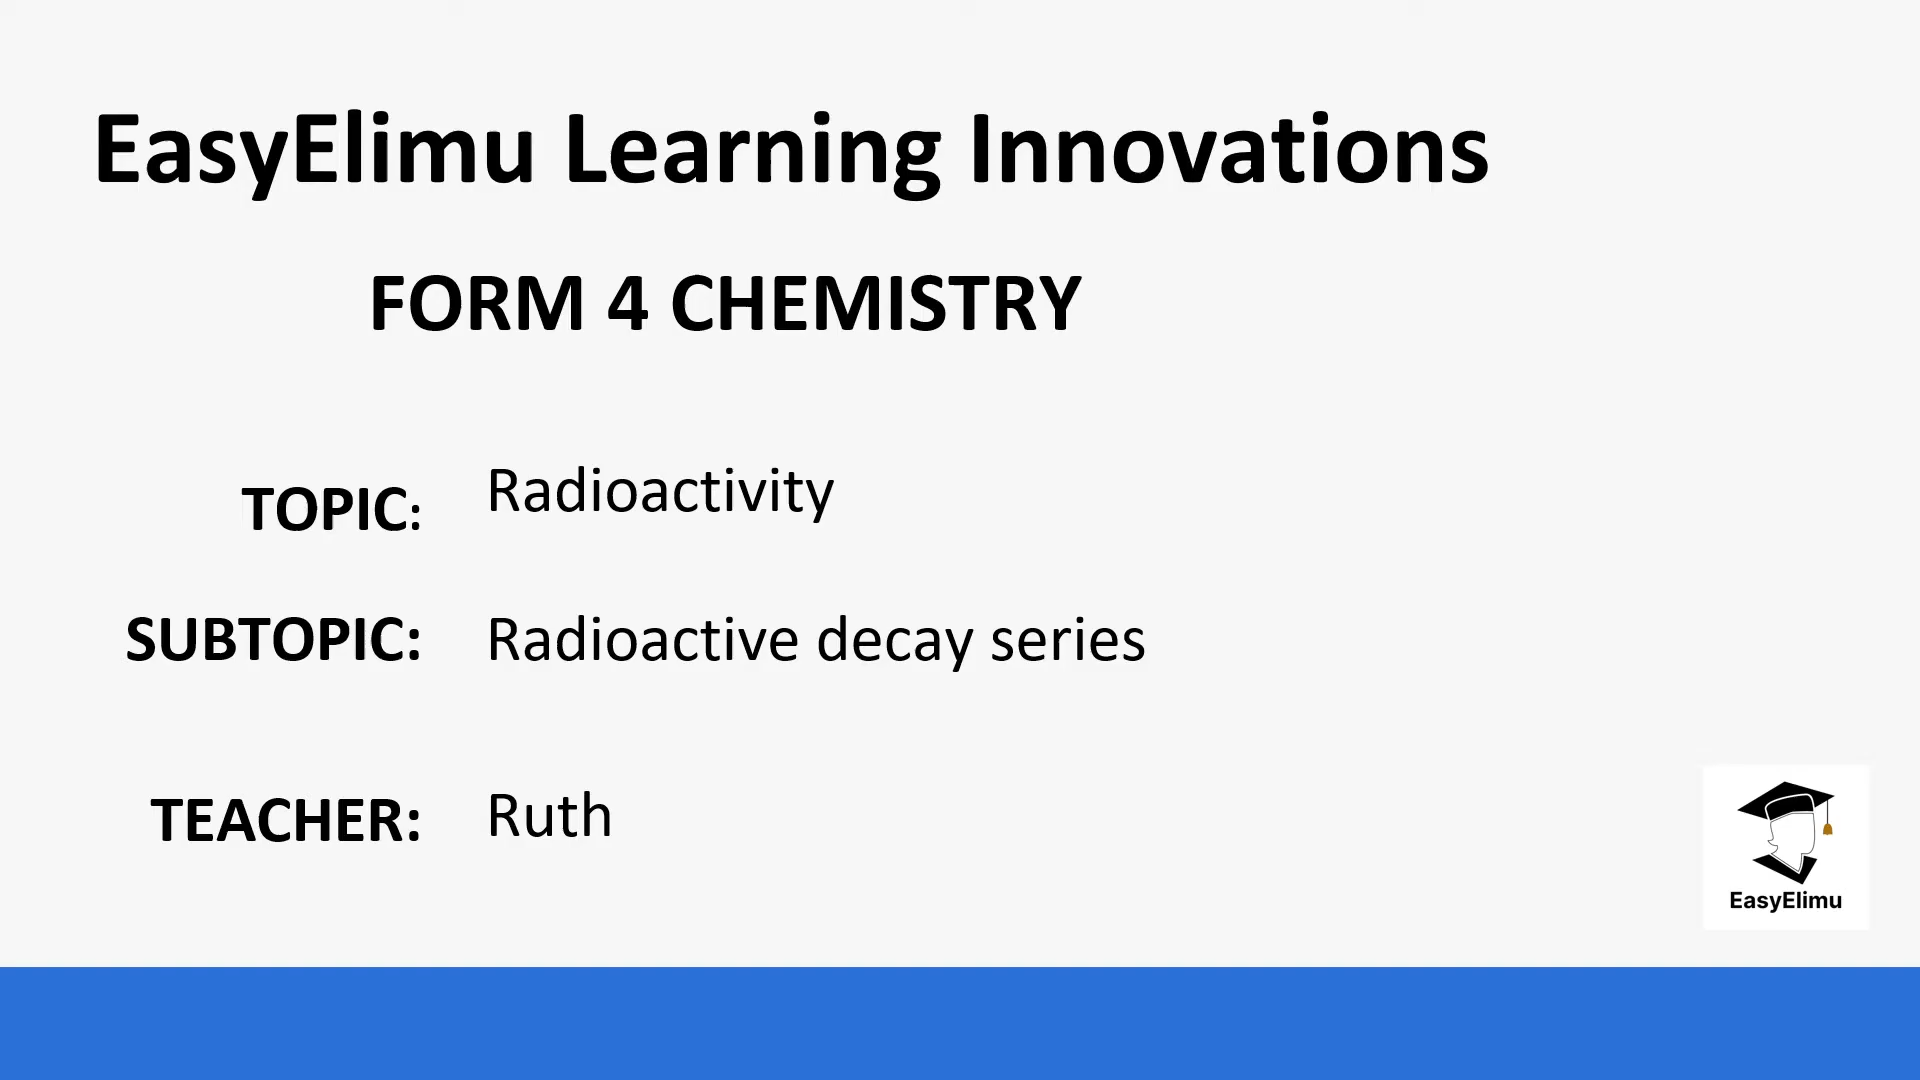 EasyElimu Learning Innovations
FORM 4 CHEMISTRY
TOPIC: Radioactivity
SUBTOPIC: Radioactive decay series
TEACHER: Ruth
EasyElimu